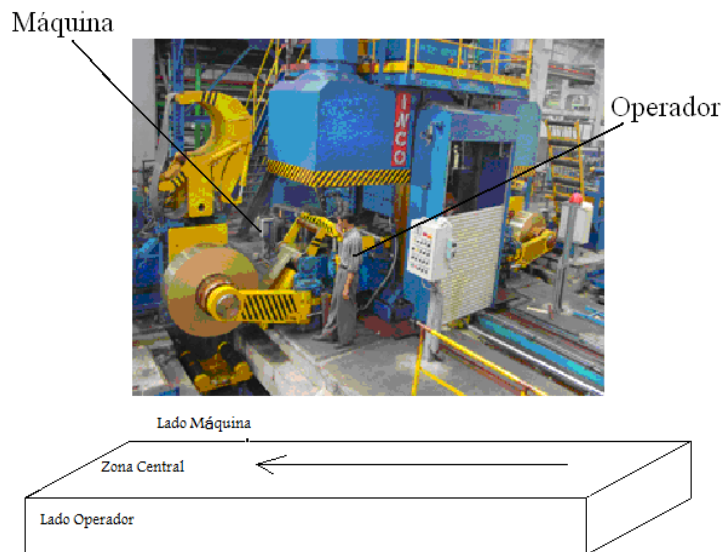 Máquina
Operador
INCO
Lado Máquina
Zona Central
Lado Operador